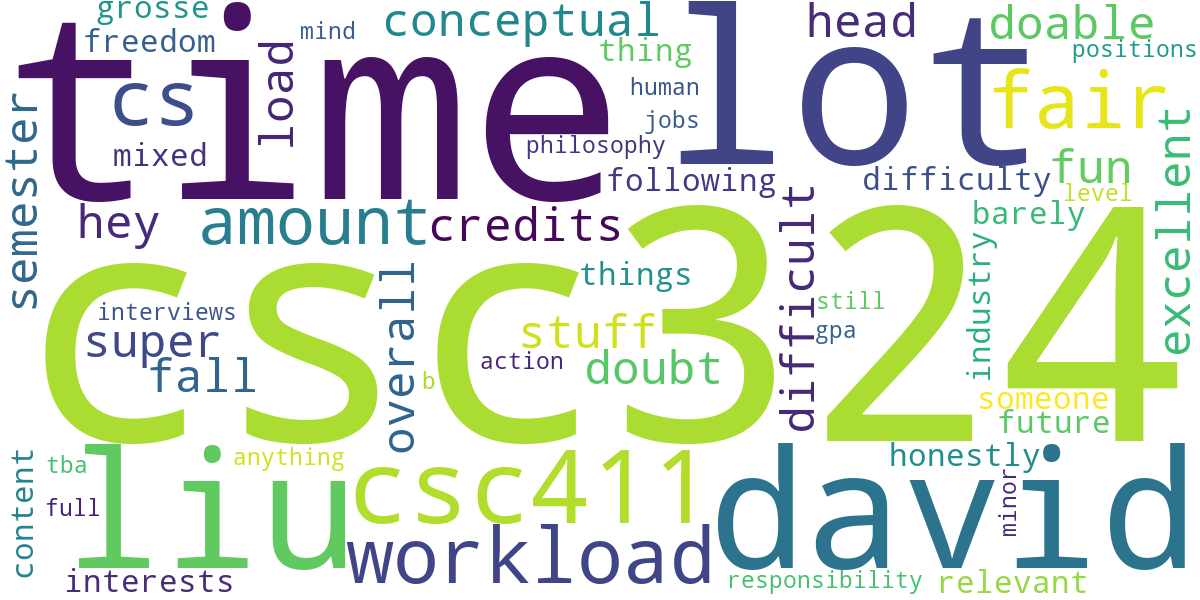 grosse
freedom
mind
conceptual
head
doable
positions
time
lot
cs
load
thing
human
jobs
fair
semester
mixed
philosophy
following
difficulty
fun
level
excellent
hey
amount
credits
barely
csc324
things
difficult
industry
interviews
super
overall
stuff
still
gpa
fall
action
b
doubt
someone
future
liu
csc411
david
honestly
content
tba
anything
full
workload
minor
interests
responsibility
relevant